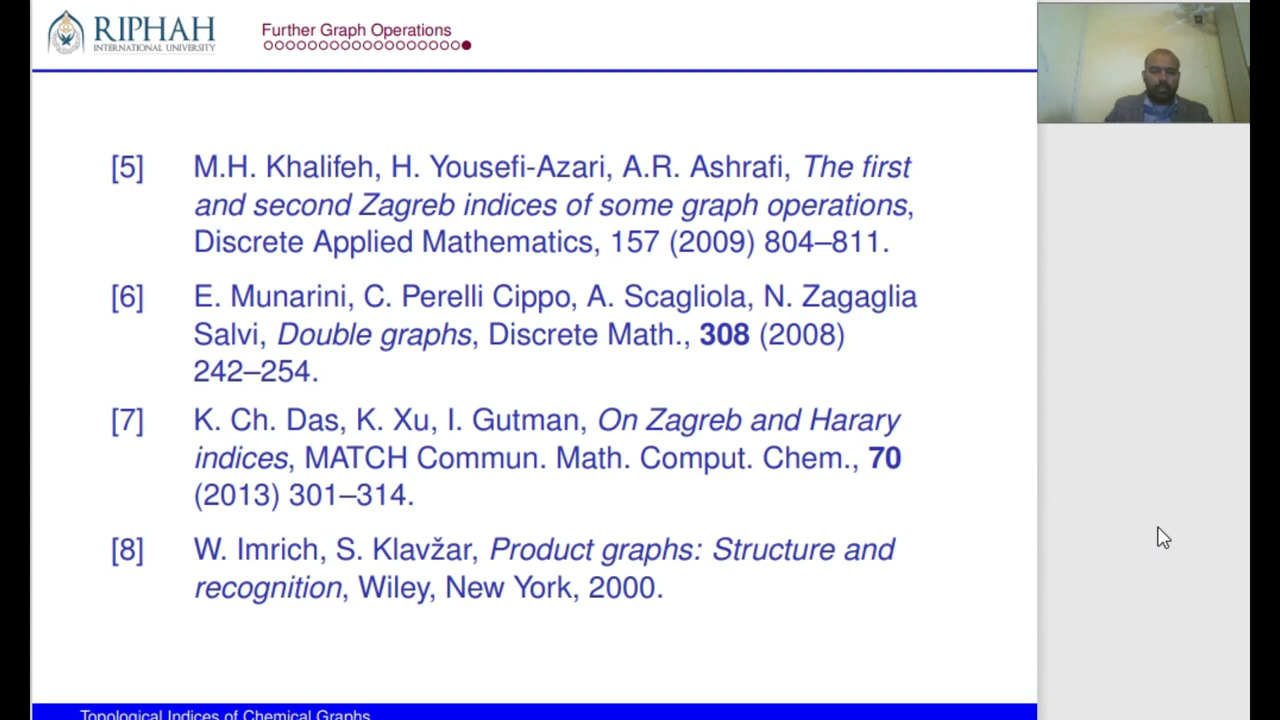 RIPHAH
INTERNATIONAL UNIVERSITY
Further Graph Operations
[5] M.H. Khalifeh, H. Yousefi-Azari, A.R. Ashrafi, The first
and second Zagreb indices of some graph operations,
Discrete Applied Mathematics, 157 (2009) 804–811.
[6] E. Munarini, C. Perelli Cippo, A. Scagliola, N. Zagaglia
Salvi, Double graphs, Discrete Math., 308 (2008)
242–254.
[7] K. Ch. Das, K. Xu, I. Gutman, On Zagreb and Harary
indices, MATCH Commun. Math. Comput. Chem., 70
(2013) 301–314.
[8] W. Imrich, S. Klavžar, Product graphs: Structure and
recognition, Wiley, New York, 2000.
Topological Indices of Chemical Graphs